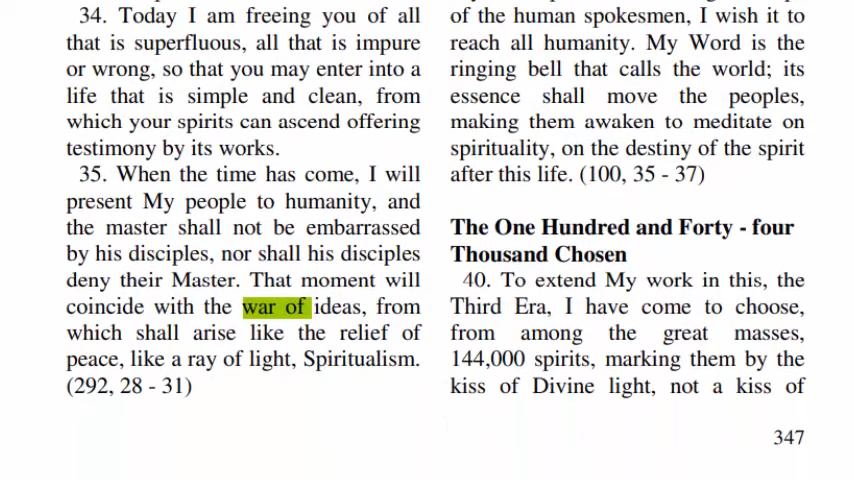 34. Today I am freeing you of all
that is superfluous, all that is impure
or wrong, so that you may enter into a
life that is simple and clean, from
which your spirits can ascend offering
testimony by its works.
35. When the time has come, I will
present My people to humanity, and
the master shall not be embarrassed
by his disciples, nor shall his disciples
deny their Master. That moment will
coincide with the war of ideas, from
which shall arise like the relief of
peace, like a ray of light, Spiritualism.
(292, 28 - 31)
of the human spokesmen, I wish it to
reach all humanity. My Word is the
ringing bell that calls the world; its
essence shall move the peoples,
making them awaken to meditate on
spirituality, on the destiny of the spirit
after this life. (100, 35 - 37)
The One Hundred and Forty - four
Thousand Chosen
40. To extend My work in this, the
Third Era, I have come to choose,
from among the great masses,
144,000 spirits, marking them by the
kiss of Divine light, not a kiss of
347